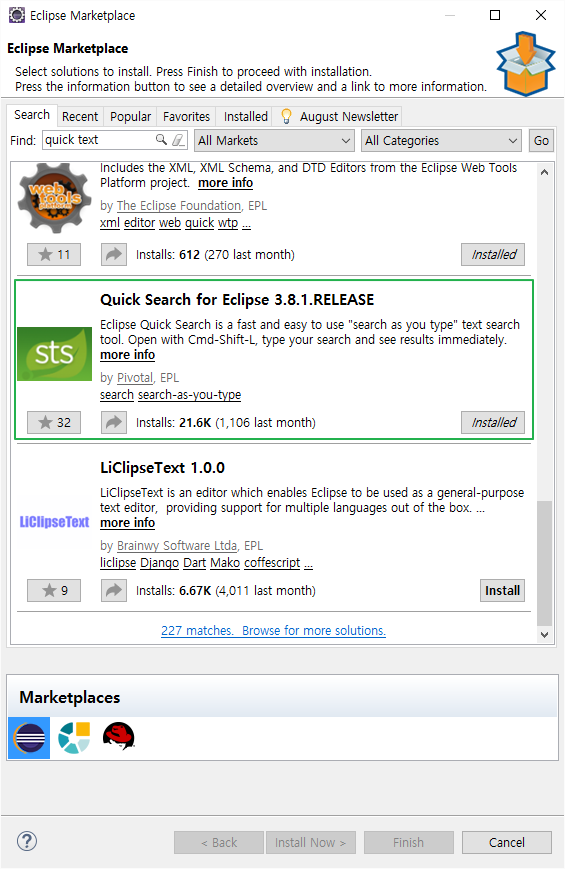 Eclipse Marketplace
Eclipse Marketplace
Select solutions to install. Press Finish to proceed with installation.
Press the information button to see a detailed overview and a link to more information.
Search Recent Popular Favorites Installed August Newsletter
Find: quick text All Markets All Categories Go
Includes the XML, XML Schema, and DTD Editors from the Eclipse Web Tools
Platform project.  more info
web tools platform
by The Eclipse Foundation, EPL
xml editor web quick wtp ...
11 Installs: 612 (270 last month) Installed
Quick Search for Eclipse 3.8.1.RELEASE
Eclipse Quick Search is a fast and easy to use "search as you type" text search
tool. Open with Cmd-Shift-L, type your search and see results immediately.
more info
sts
by Pivotal, EPL
search search-as-you-type
32 Installs: 21.6K (1,106 last month) Installed
LiClipseText 1.0.0
LiClipseText is an editor which enables Eclipse to be used as a general-purpose
text editor,  providing support for multiple languages out of the box. ...
more info
LiClipseText
by Brainwy Software Ltda, EPL
liclipse Django Dart Mako coffescript ...
9 Installs: 6.67K (4,011 last month) Install
227 matches.  Browse for more solutions.
Marketplaces
? < Back Install Now > Finish Cancel